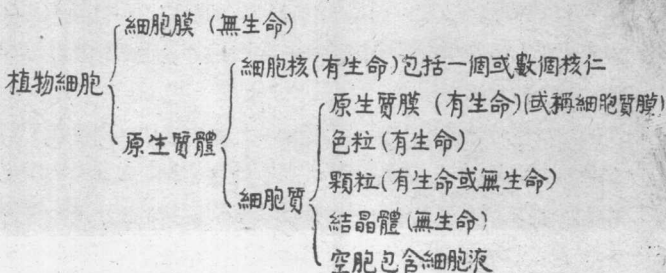 細胞膜（無生命）
細胞核(有生命)包括一個或數個核仁
植物細胞
原生質膜（有生命)(或稱細胞質膜)
原生質體
色粒(有生命)
顆粒(有生命或無生命)
細胞質
結晶體(無生命)
空胞包含細胞液